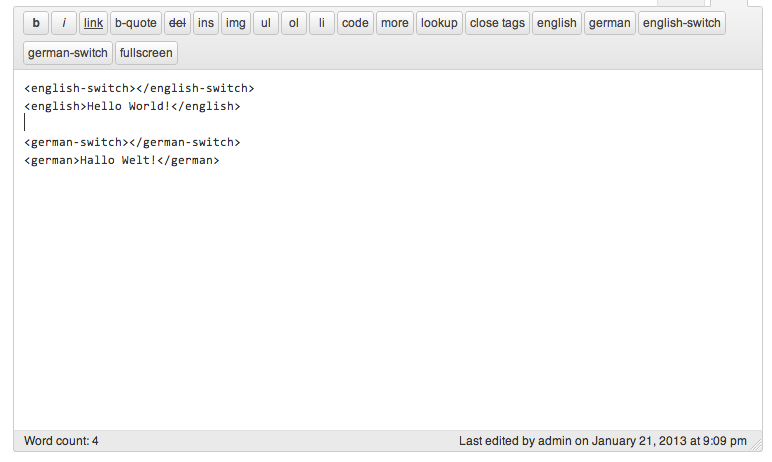 b i link b-quote del ins img ul ol li code more lookup close tags english german english-switch
german-switch fullscreen
<english-switch></english-switch>
<english>Hello World!</english>
<german-switch></german-switch>
<german>Hallo Welt!</german>
Word count: 4 Last edited by admin on January 21, 2013 at 9:09 pm